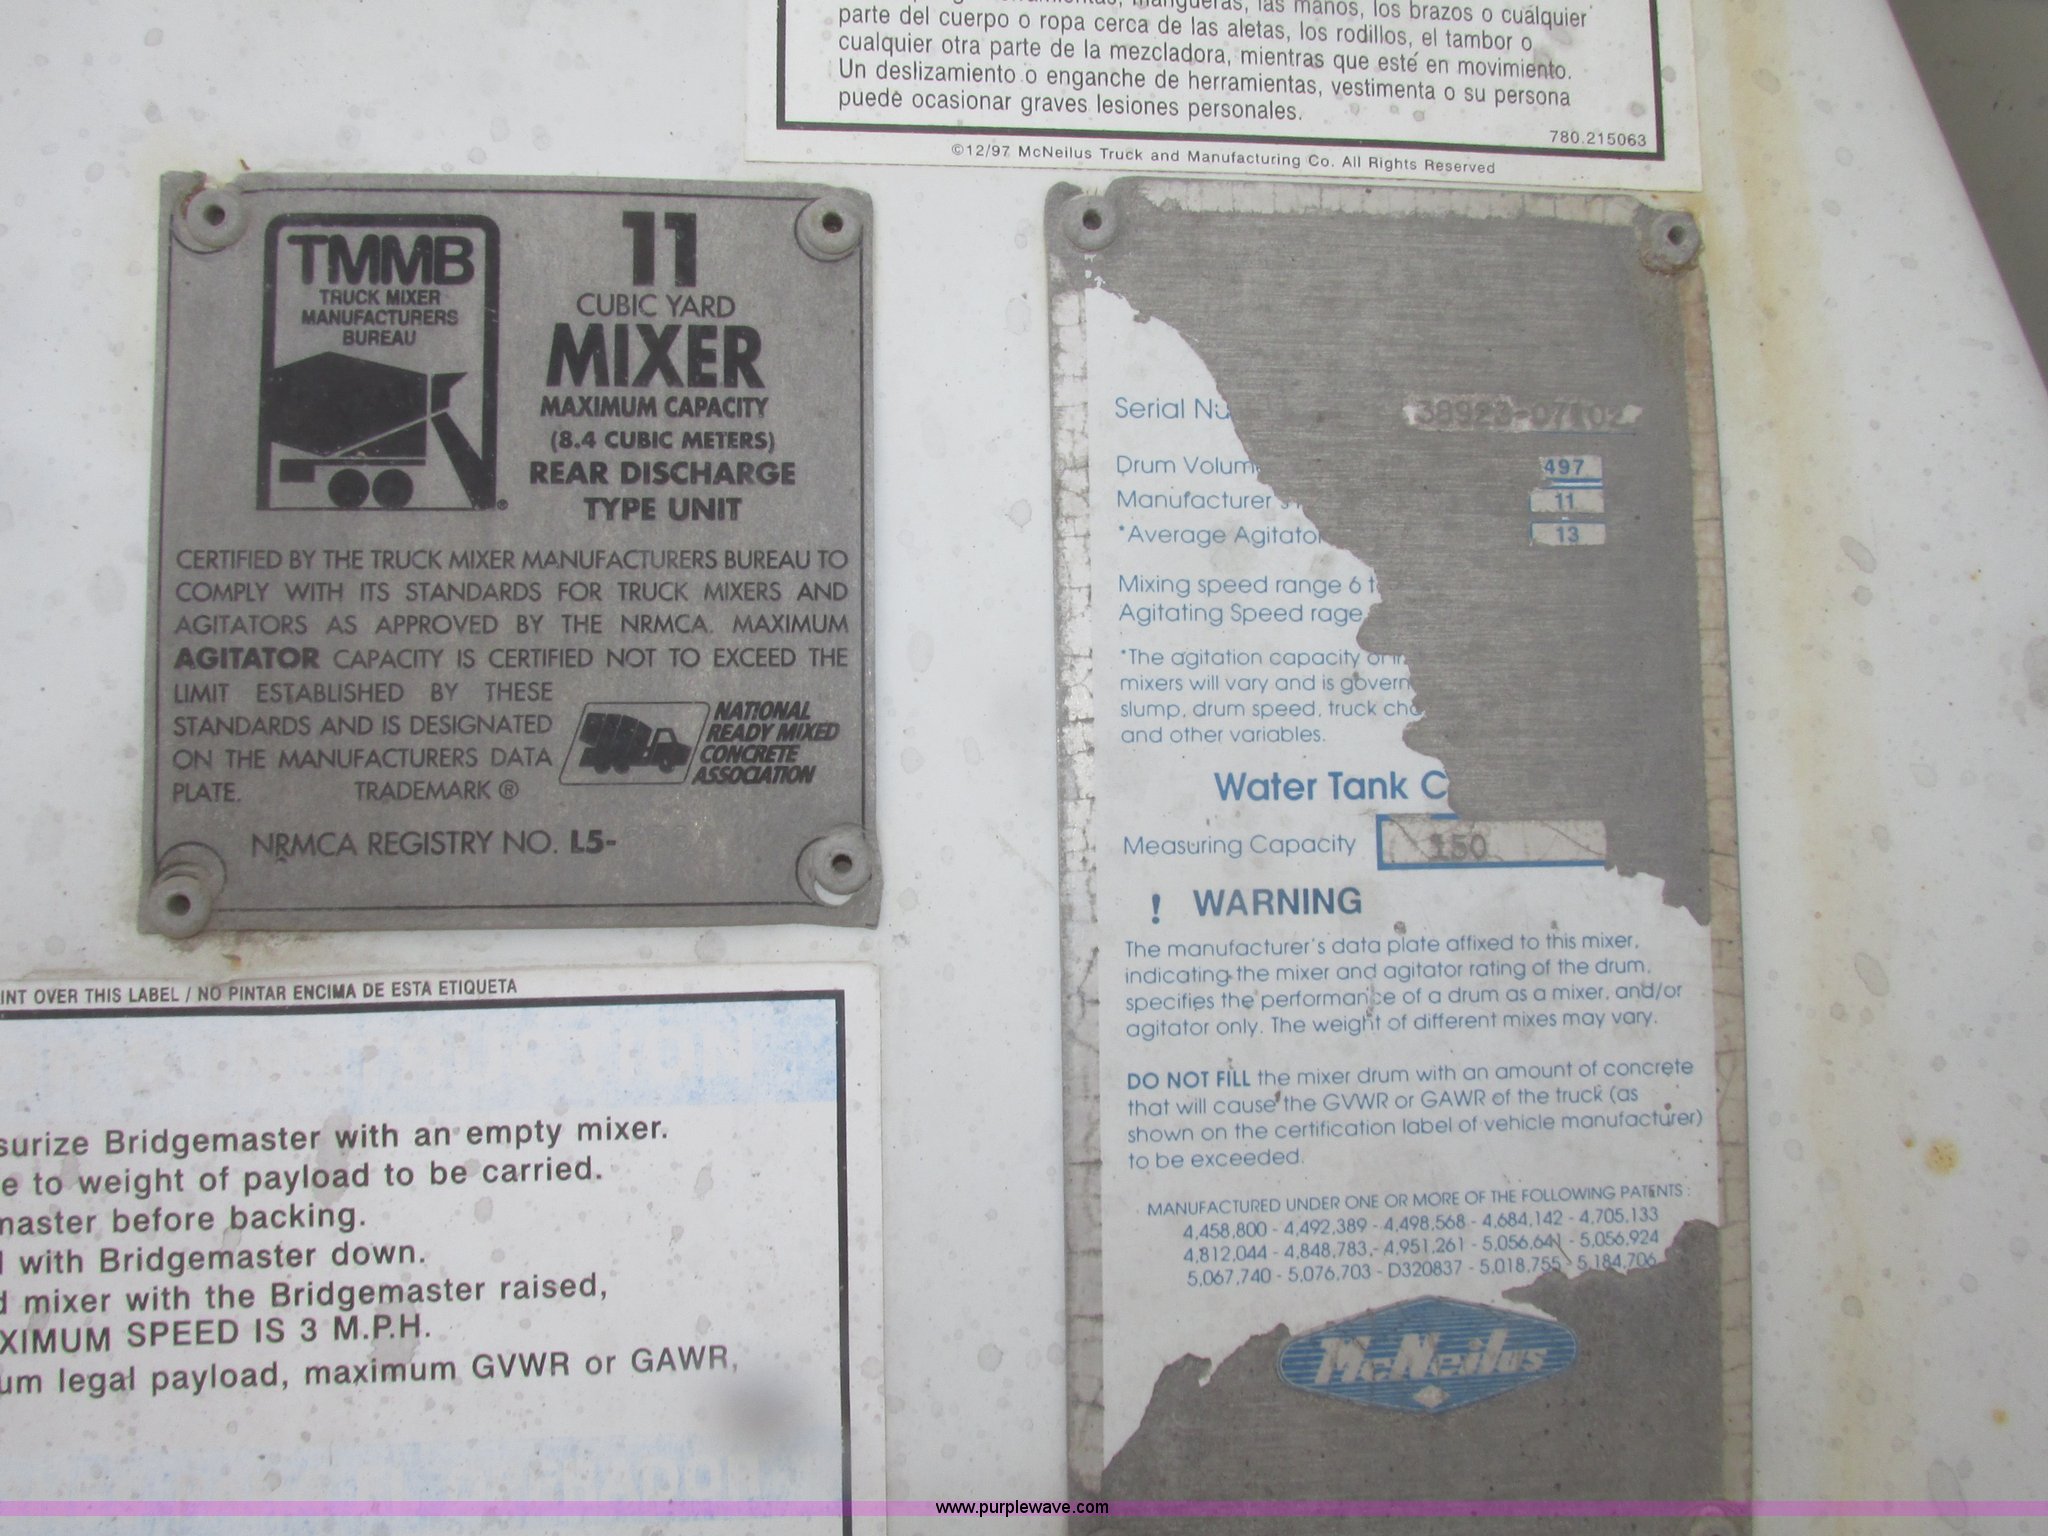 los brazos o cualquier
parte del cuerpo o ropa cerca de las aletas, los rodillos, el tambor o
cualquier otra parte de la mezcladora, mientras que esté en movimiento.
Un deslizamiento o enganche de herramientas, vestimenta o su persona
puede ocasionar graves lesiones personales.
780.215063
©12/97 McNeilus Truck and Manufacturing Co. All Rights Reserved
TMMB
TRUCK MIXER
MANUFACTURERS
BUREAU
11
CUBIC YARD
MIXER
MAXIMUM CAPACITY
(8.4 CUBIC METERS)
REAR DISCHARGE
TYPE UNIT
CERTIFIED BY THE TRUCK MIXER MANUFACTURERS BUREAU TO
COMPLY WITH ITS STANDARDS FOR TRUCK MIXERS AND
AGITATORS AS APPROVED BY THE NRMCA. MAXIMUM
AGITATOR CAPACITY IS CERTIFIED NOT TO EXCEED THE
LIMIT ESTABLISHED BY THESE
STANDARDS AND IS DESIGNATED
ON THE MANUFACTURERS DATA
PLATE. TRADEMARK ®
NATIONAL
READY MIXED
CONCRETE
ASSOCIATION
NRMCA REGISTRY NO. L5-
Serial Nu
Drum Volum 497
Manufacturer's 11
*Average Agitator 13
Mixing speed range 6 t
Agitating Speed rage
*The agitation capacity of
mixers will vary and is govern
slump, drum speed, truck cha
and other variables.
Water Tank C
Measuring Capacity 150
! WARNING
The manufacturer's data plate affixed to this mixer,
indicating the mixer and agitator rating of the drum,
specifies the performance of a drum as a mixer, and/or
agitator only. The weight of different mixes may vary.
DO NOT FILL the mixer drum with an amount of concrete
that will cause the GVWR or GAWR of the truck (as
shown on the certification label of vehicle manufacturer)
to be exceeded.
MANUFACTURED UNDER ONE OR MORE OF THE FOLLOWING PATENTS :
4,458,800 - 4,492,389 - 4,498,568 - 4,684,142 - 4,705,133
4,812,044 - 4,848,783 - 4,951,261 - 5,056,641 - 5,056,924
5,067,740 - 5,076,703 - D320837 - 5,018,755 - 5,184,706
McNeilus
INT OVER THIS LABEL / NO PINTAR ENCIMA DE ESTA ETIQUETA
surize Bridgemaster with an empty mixer.
e to weight of payload to be carried.
master before backing.
with Bridgemaster down.
d mixer with the Bridgemaster raised,
XIMUM SPEED IS 3 M.P.H.
um legal payload, maximum GVWR or GAWR,
www.purplewave.com